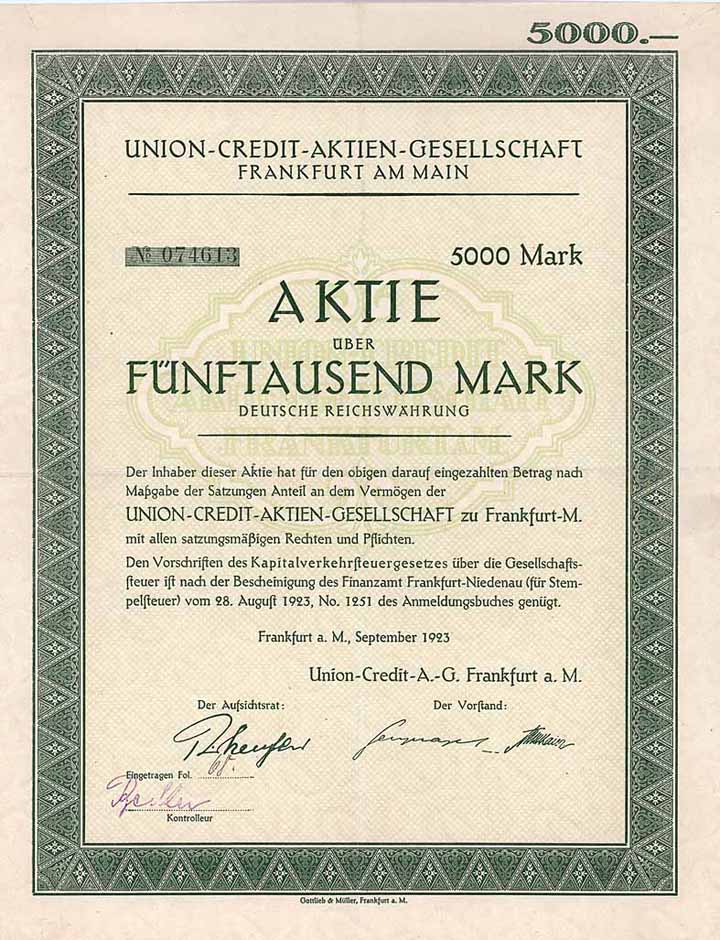 5000.—
UNION-CREDIT-AKTIEN-GESELLSCHAFT
FRANKFURT AM MAIN
№ 074613
5000 Mark
AKTIE
ÜBER
FÜNFTAUSEND MARK
DEUTSCHE REICHSWÄHRUNG
UNION-CREDIT
FRANKFURT AM
Der Inhaber dieser Aktie hat für den obigen darauf eingezahlten Betrag nach
Maßgabe der Satzungen Anteil an dem Vermögen der
UNION-CREDIT-AKTIEN-GESELLSCHAFT zu Frankfurt-M.
mit allen satzungsmäßigen Rechten und Pflichten.
Den Vorschriften des Kapitalverkehrsteuergesetzes über die Gesellschafts-
steuer ist nach der Bescheinigung des Finanzamt Frankfurt-Niedenau (für Stem-
pelsteuer) vom 28. August 1923, No. 1251 des Anmeldungsbuches genügt.
Frankfurt a. M., September 1923
Union-Credit-A.-G. Frankfurt a. M.
Der Aufsichtsrat:
Der Vorstand:
Eingetragen Fol.
Kontrolleur
Gottlieb & Müller, Frankfurt a. M.